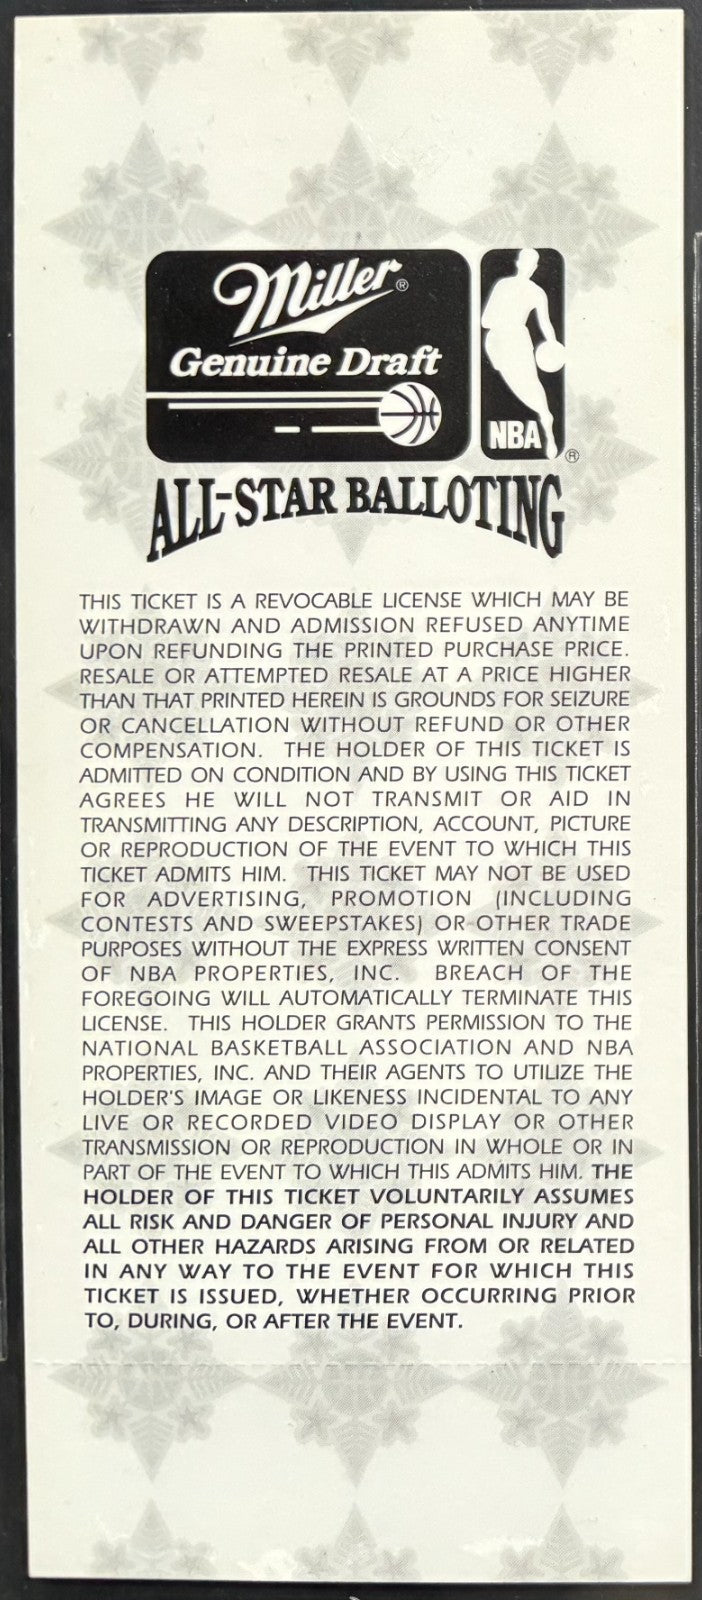 Miller®
Genuine Draft
NBA
®
ALL-STAR BALLOTING
THIS TICKET IS A REVOCABLE LICENSE WHICH MAY BE
WITHDRAWN AND ADMISSION REFUSED ANYTIME
UPON REFUNDING THE PRINTED PURCHASE PRICE.
RESALE OR ATTEMPTED RESALE AT A PRICE HIGHER
THAN THAT PRINTED HEREIN IS GROUNDS FOR SEIZURE
OR CANCELLATION WITHOUT REFUND OR OTHER
COMPENSATION. THE HOLDER OF THIS TICKET IS
ADMITTED ON CONDITION AND BY USING THIS TICKET
AGREES HE WILL NOT TRANSMIT OR AID IN
TRANSMITTING ANY DESCRIPTION, ACCOUNT, PICTURE
OR REPRODUCTION OF THE EVENT TO WHICH THIS
TICKET ADMITS HIM. THIS TICKET MAY NOT BE USED
FOR ADVERTISING, PROMOTION (INCLUDING
CONTESTS AND SWEEPSTAKES) OR OTHER TRADE
PURPOSES WITHOUT THE EXPRESS WRITTEN CONSENT
OF NBA PROPERTIES, INC. BREACH OF THE
FOREGOING WILL AUTOMATICALLY TERMINATE THIS
LICENSE. THIS HOLDER GRANTS PERMISSION TO THE
NATIONAL BASKETBALL ASSOCIATION AND NBA
PROPERTIES, INC. AND THEIR AGENTS TO UTILIZE THE
HOLDER'S IMAGE OR LIKENESS INCIDENTAL TO ANY
LIVE OR RECORDED VIDEO DISPLAY OR OTHER
TRANSMISSION OR REPRODUCTION IN WHOLE OR IN
PART OF THE EVENT TO WHICH THIS ADMITS HIM. THE
HOLDER OF THIS TICKET VOLUNTARILY ASSUMES
ALL RISK AND DANGER OF PERSONAL INJURY AND
ALL OTHER HAZARDS ARISING FROM OR RELATED
IN ANY WAY TO THE EVENT FOR WHICH THIS
TICKET IS ISSUED, WHETHER OCCURRING PRIOR
TO, DURING, OR AFTER THE EVENT.